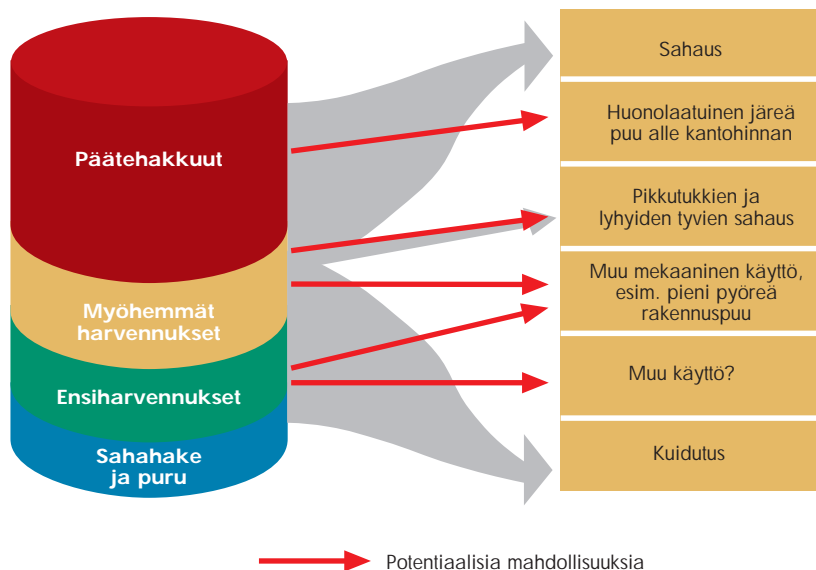 Päätehakkuut
Myöhemmät
harvennukset
Ensiharvennukset
Sahahake
ja puru
Sahaus
Huonolaatuinen järeä
puu alle kantohinnan
Pikkutukkien ja
lyhyiden tyvien sahaus
Muu mekaaninen käyttö,
esim. pieni pyöreä
rakennuspuu
Muu käyttö?
Kuidutus
Potentiaalisia mahdollisuuksia